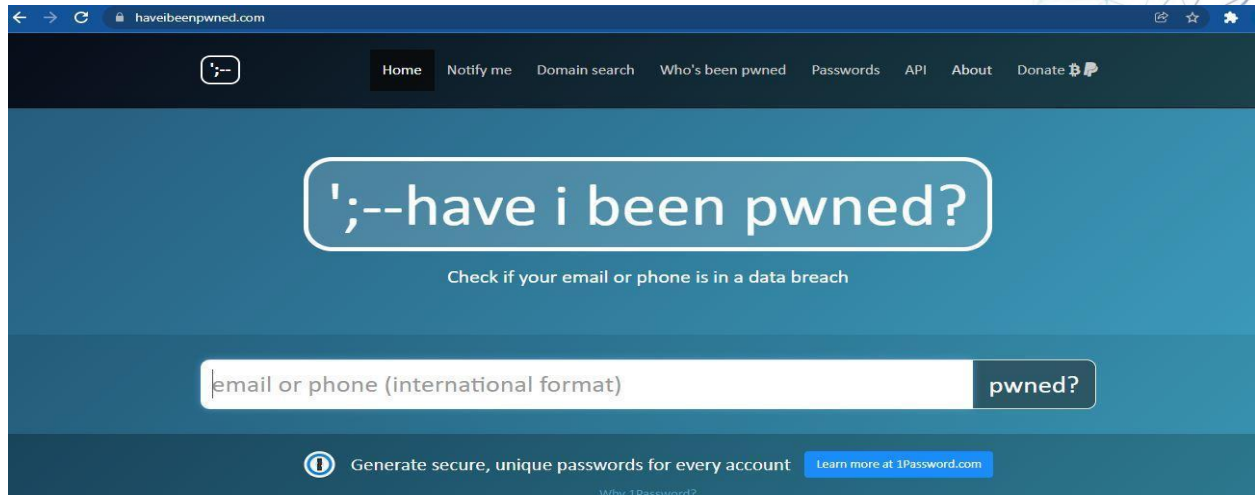 haveibeenpwned.com
';-- Home Notify me Domain search Who's been pwned Passwords API About Donate
';--have i been pwned?
Check if your email or phone is in a data breach
email or phone (international format) pwned?
Generate secure, unique passwords for every account Learn more at 1Password.com
Why 1Password?